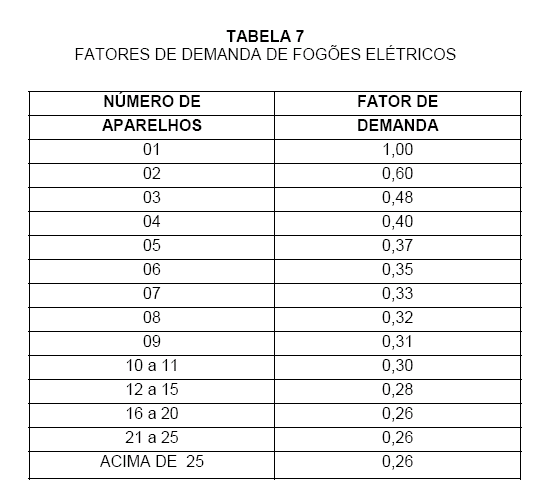 TABELA 7
FATORES DE DEMANDA DE FOGÕES ELÉTRICOS
NÚMERO DE FATOR DE
APARELHOS DEMANDA
01 1,00
02 0,60
03 0,48
04 0,40
05 0,37
06 0,35
07 0,33
08 0,32
09 0,31
10 a 11 0,30
12 a 15 0,28
16 a 20 0,26
21 a 25 0,26
ACIMA DE 25 0,26